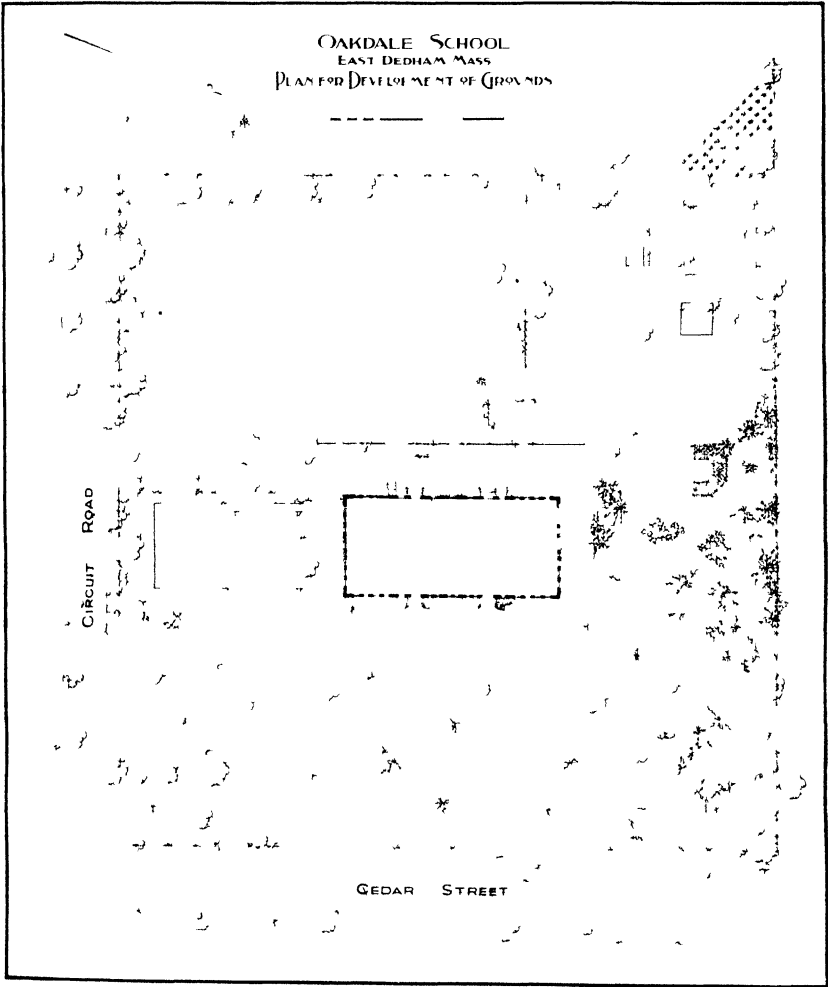 OAKDALE SCHOOL
EAST DEDHAM MASS
PLAN FOR DEVELOPMENT OF GROUNDS
CIRCUIT ROAD
CEDAR STREET